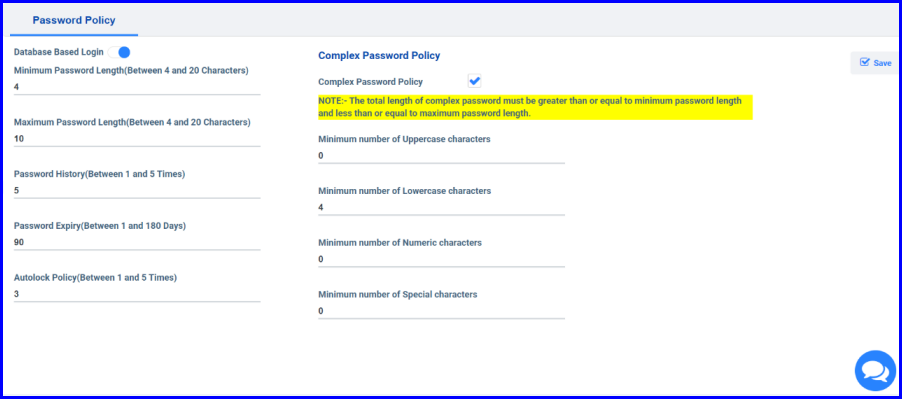 Password Policy
Database Based Login
Minimum Password Length(Between 4 and 20 Characters)
4
Maximum Password Length(Between 4 and 20 Characters)
10
Password History(Between 1 and 5 Times)
5
Password Expiry(Between 1 and 180 Days)
90
Autolock Policy(Between 1 and 5 Times)
3
Complex Password Policy
Complex Password Policy
NOTE:- The total length of complex password must be greater than or equal to minimum password length
and less than or equal to maximum password length.
Minimum number of Uppercase characters
0
Minimum number of Lowercase characters
4
Minimum number of Numeric characters
0
Minimum number of Special characters
0
Save